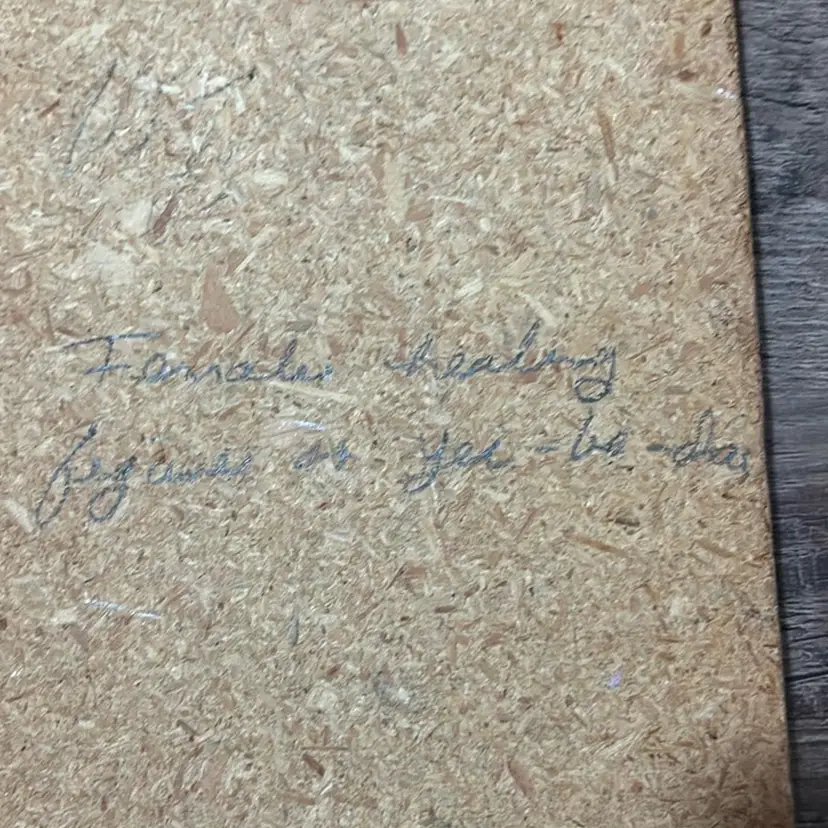 Female healing
figures or yei-be-chai